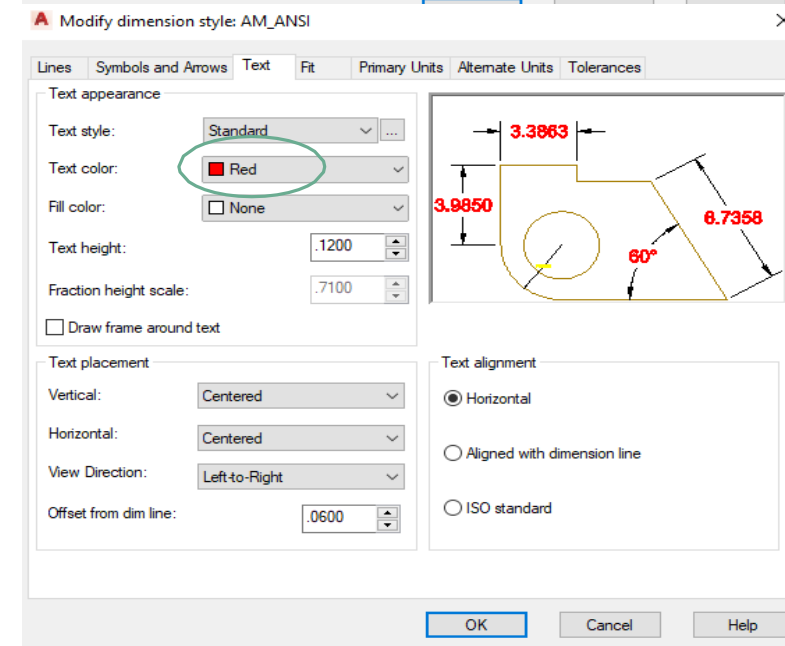 Modify dimension style: AM_ANSI
Lines Symbols and Arrows Text Fit Primary Units Alternate Units Tolerances
Text appearance
Text style: Standard ...
Text color: Red
Fill color: None
Text height: .1200
Fraction height scale: .7100
Draw frame around text
3.3863
3.9850
6.7358
60°
Text placement
Vertical: Centered
Horizontal: Centered
View Direction: Left-to-Right
Offset from dim line: .0600
Text alignment
Horizontal
Aligned with dimension line
ISO standard
OK Cancel Help